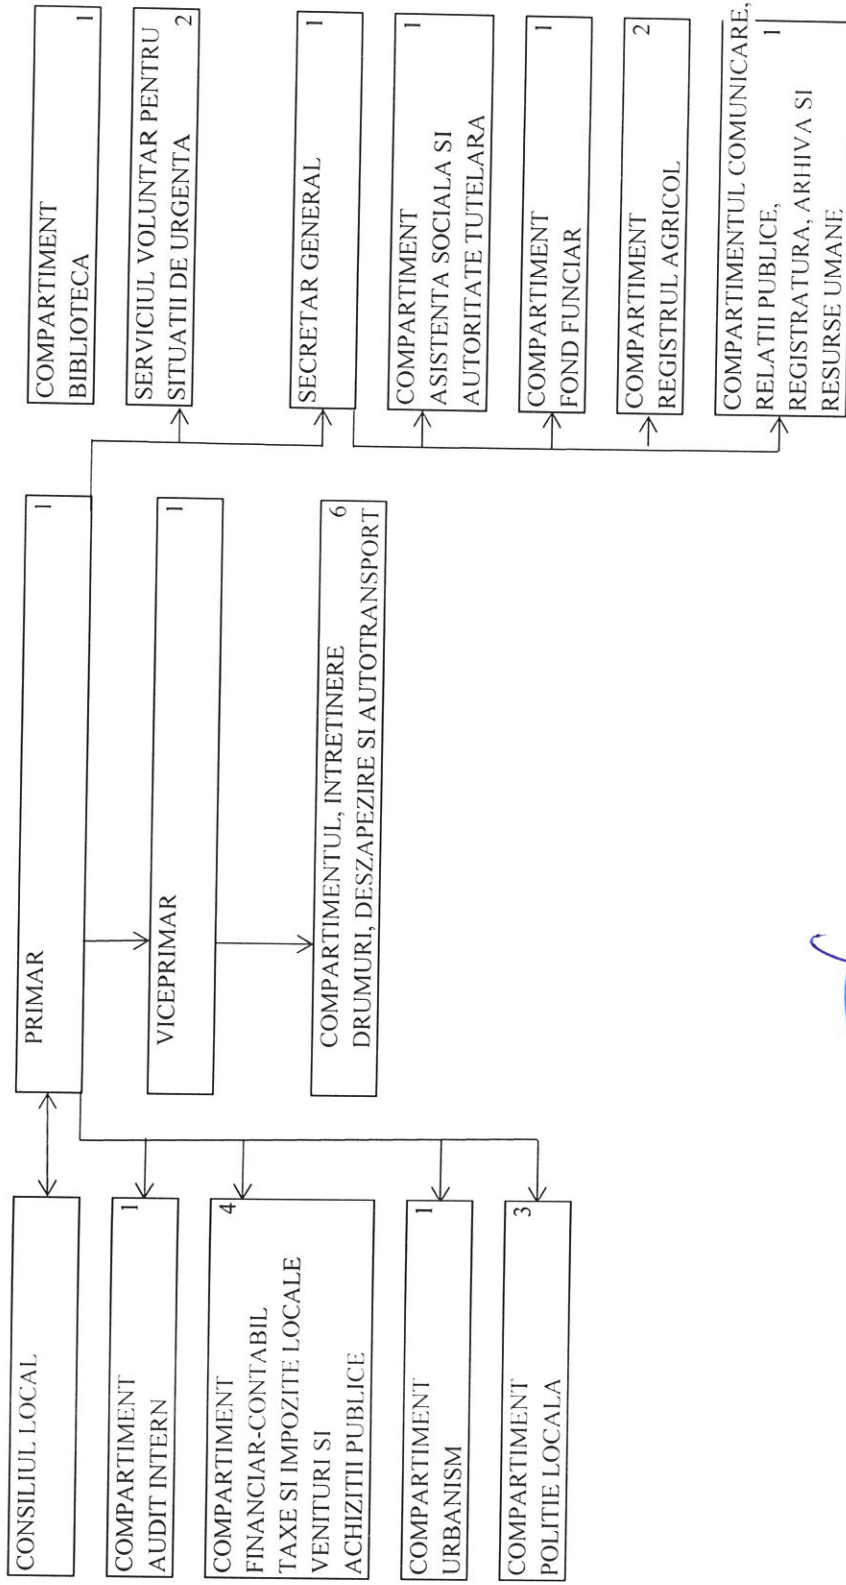 CONSILIUL LOCAL
COMPARTIMENT
AUDIT INTERN
1
COMPARTIMENT
FINANCIAR-CONTABIL
TAXE SI IMPOZITE LOCALE
VENITURI SI
ACHIZITII PUBLICE
4
COMPARTIMENT
URBANISM
1
COMPARTIMENT
POLITIE LOCALA
3
PRIMAR
1
VICEPRIMAR
1
COMPARTIMENTUL, INTRETINERE
DRUMURI, DESZAPEZIRE SI AUTOTRANSPORT
6
COMPARTIMENT
BIBLIOTECA
1
SERVICIUL VOLUNTAR PENTRU
SITUATII DE URGENTA
2
SECRETAR GENERAL
1
COMPARTIMENT
ASISTENTA SOCIALA SI
AUTORITATE TUTELARA
1
COMPARTIMENT
FOND FUNCIAR
1
COMPARTIMENT
REGISTRUL AGRICOL
2
COMPARTIMENTUL COMUNICARE,
RELATII PUBLICE,
REGISTRATURA, ARHIVA SI
RESURSE UMANE
1